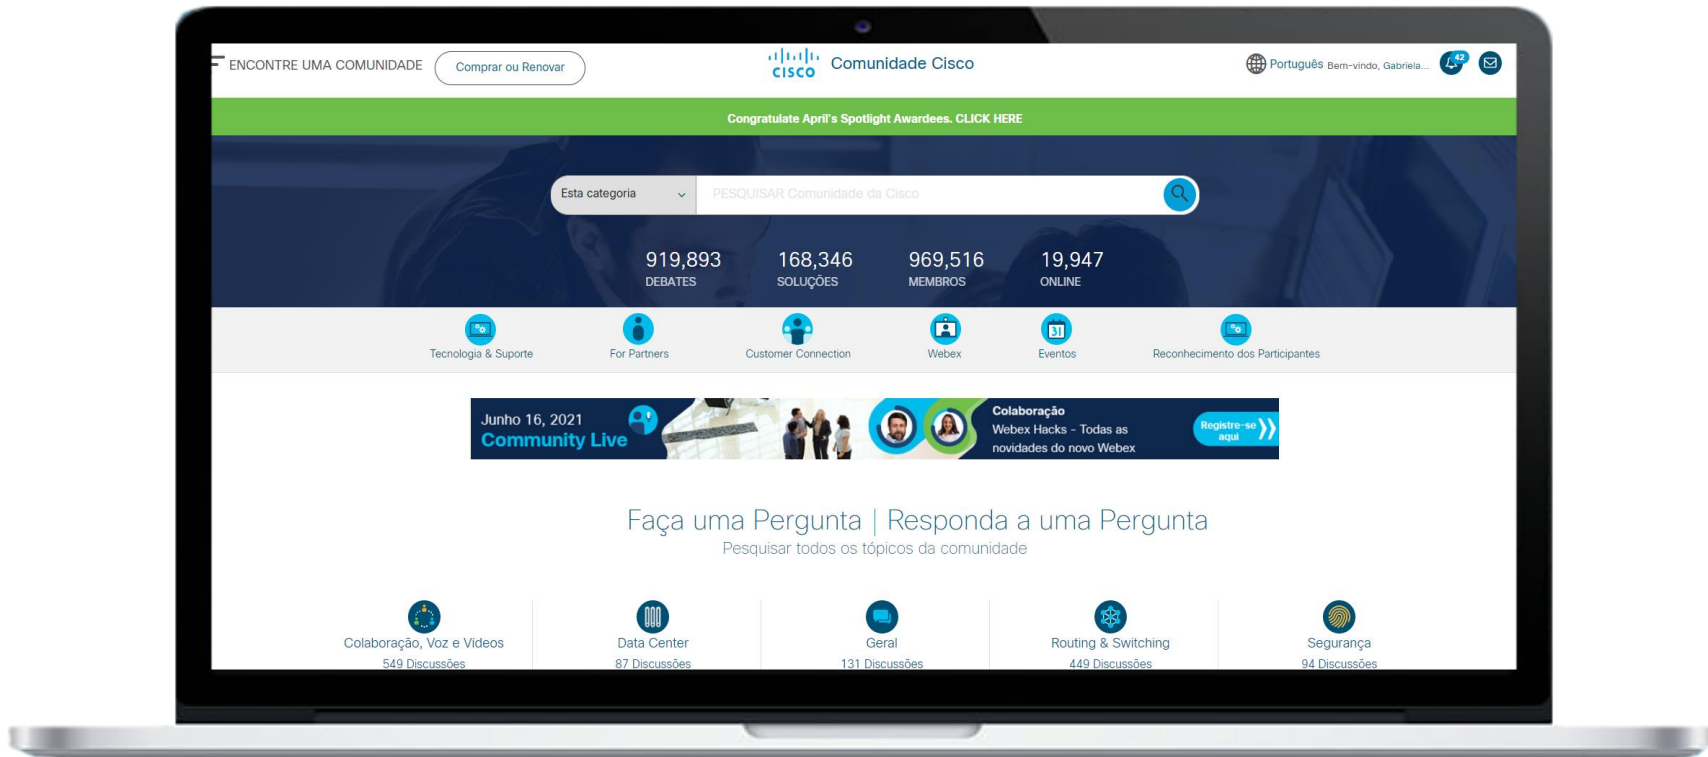 ENCONTRE UMA COMUNIDADE
Comprar ou Renovar
CISCO
Comunidade Cisco
Português Bem-vindo, Gabriela...
42
Congratulate April's Spotlight Awardees. CLICK HERE
Esta categoria
PESQUISAR Comunidade da Cisco
919,893 168,346 969,516 19,947
DEBATES SOLUÇÕES MEMBROS ONLINE
31
Tecnologia & Suporte For Partners Customer Connection Webex Eventos Reconhecimento dos Participantes
Junho 16, 2021
Community Live
Colaboração
Webex Hacks - Todas as
novidades do novo Webex
Registre-se
aqui
Faça uma Pergunta | Responda a uma Pergunta
Pesquisar todos os tópicos da comunidade
Colaboração, Voz e Vídeos Data Center Geral Routing & Switching Segurança
549 Discussões 87 Discussões 131 Discussões 449 Discussões 94 Discussões